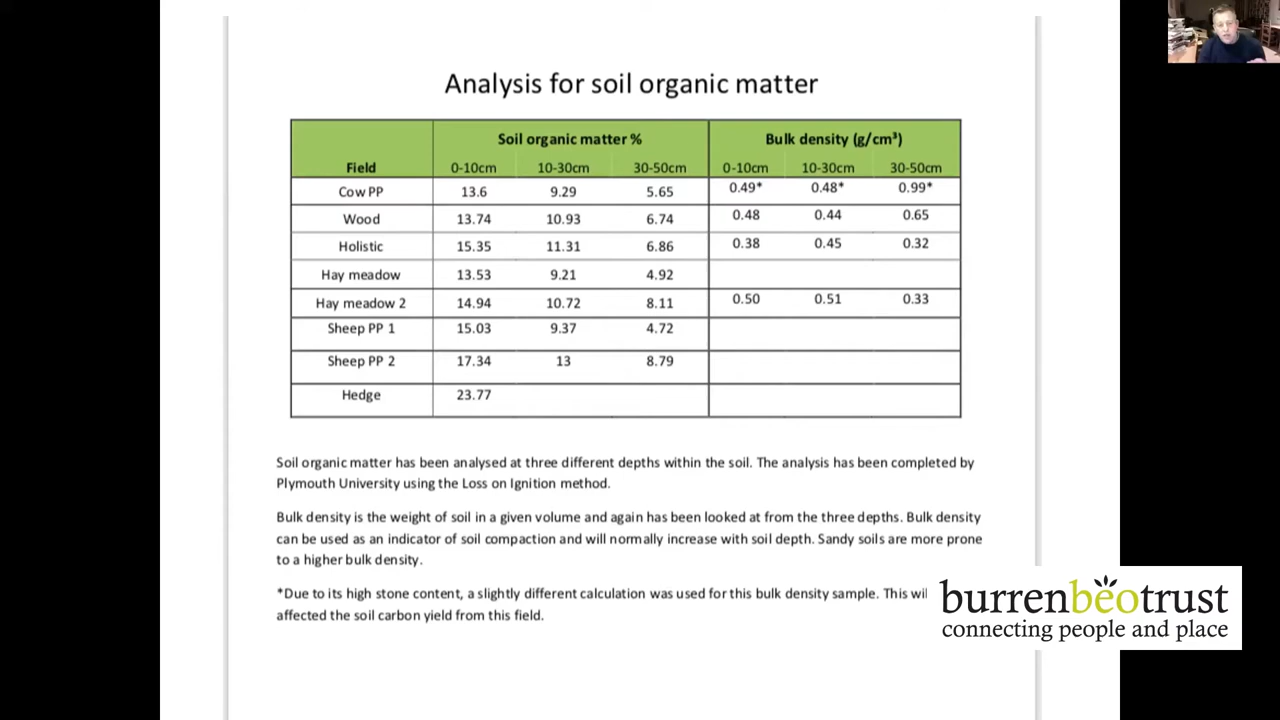 Analysis for soil organic matter
Soil organic matter % Bulk density (g/cm³)
Field 0-10cm 10-30cm 30-50cm 0-10cm 10-30cm 30-50cm
Cow PP 13.6 9.29 5.65 0.49* 0.48* 0.99*
Wood 13.74 10.93 6.74 0.48 0.44 0.65
Holistic 15.35 11.31 6.86 0.38 0.45 0.32
Hay meadow 13.53 9.21 4.92
Hay meadow 2 14.94 10.72 8.11 0.50 0.51 0.33
Sheep PP 1 15.03 9.37 4.72
Sheep PP 2 17.34 13 8.79
Hedge 23.77
Soil organic matter has been analysed at three different depths within the soil. The analysis has been completed by
Plymouth University using the Loss on Ignition method.
Bulk density is the weight of soil in a given volume and again has been looked at from the three depths. Bulk density
can be used as an indicator of soil compaction and will normally increase with soil depth. Sandy soils are more prone
to a higher bulk density.
*Due to its high stone content, a slightly different calculation was used for this bulk density sample. This
affected the soil carbon yield from this field.
burrenbeotrust
connecting people and place